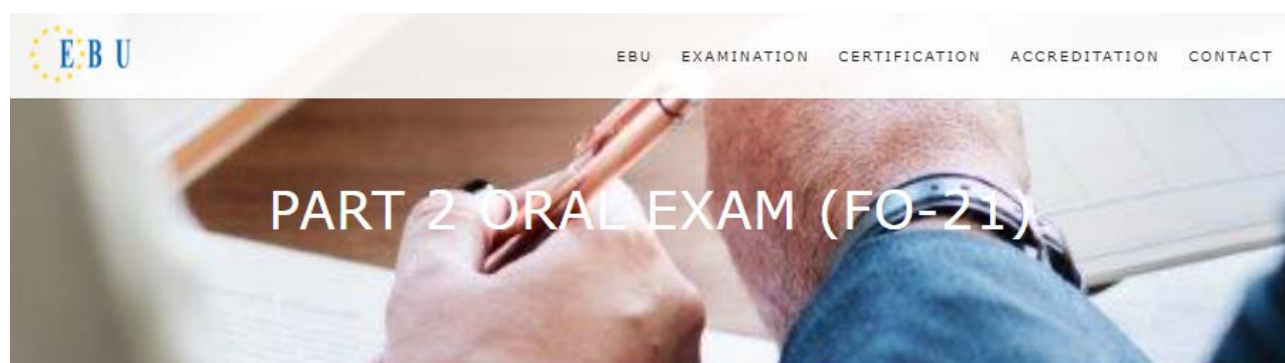 EBU
EBU EXAMINATION CERTIFICATION ACCREDITATION CONTACT
PART 2 ORAL EXAM (FO-21)